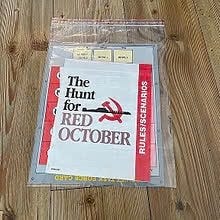 The
Hunt
for
RED
OCTOBER
RULES/SCENARIOS